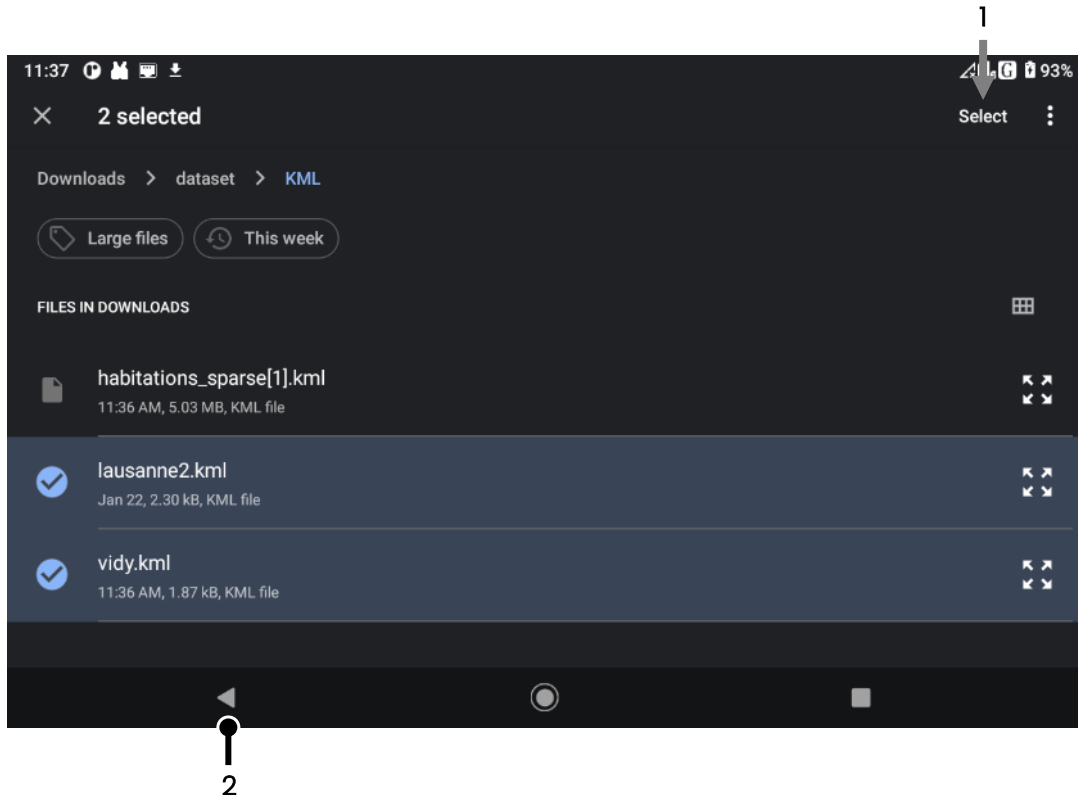 1
11:37 G 93%
2 selected Select
Downloads > dataset > KML
Large files This week
FILES IN DOWNLOADS
habitations_sparse[1].kml
11:36 AM, 5.03 MB, KML file
lausanne2.kml
Jan 22, 2.30 kB, KML file
vidy.kml
11:36 AM, 1.87 kB, KML file
2